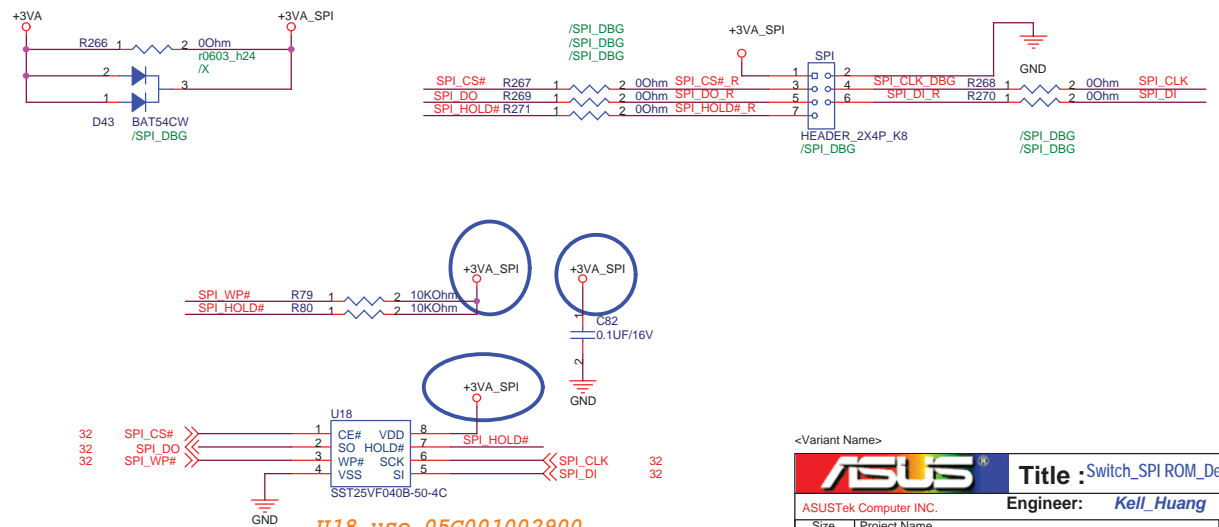 +3VA
+3VA_SPI
R266 1 2 0Ohm
r0603_h24
/X
2
3
1
D43 BAT54CW
/SPI_DBG
/SPI_DBG
/SPI_DBG
/SPI_DBG
+3VA_SPI
SPI
GND
SPI_CS# R267 1 2 0Ohm SPI_CS#_R 1 2
SPI_DO R269 1 2 0Ohm SPI_DO_R 3 4 SPI_CLK_DBG R268 1 2 0Ohm SPI_CLK
SPI_HOLD# R271 1 2 0Ohm SPI_HOLD#_R 5 6 SPI_DI_R R270 1 2 0Ohm SPI_DI
7
HEADER_2X4P_K8
/SPI_DBG
/SPI_DBG
/SPI_DBG
+3VA_SPI
+3VA_SPI
SPI_WP# R79 1 2 10KOhm
SPI_HOLD# R80 1 2 10KOhm
1
C82
0.1UF/16V
2
GND
+3VA_SPI
U18
32 SPI_CS# 1 CE# VDD 8
32 SPI_DO 2 SO HOLD# 7 SPI_HOLD#
32 SPI_WP# 3 WP# SCK 6 SPI_CLK 32
4 VSS SI 5 SPI_DI 32
SST25VF040B-50-4C
GND
U18 use 05G001002900
<Variant Name>
ASUS ®
Title : Switch_SPI ROM_De
ASUSTek Computer INC.
Engineer: Kell_Huang
Size Project Name